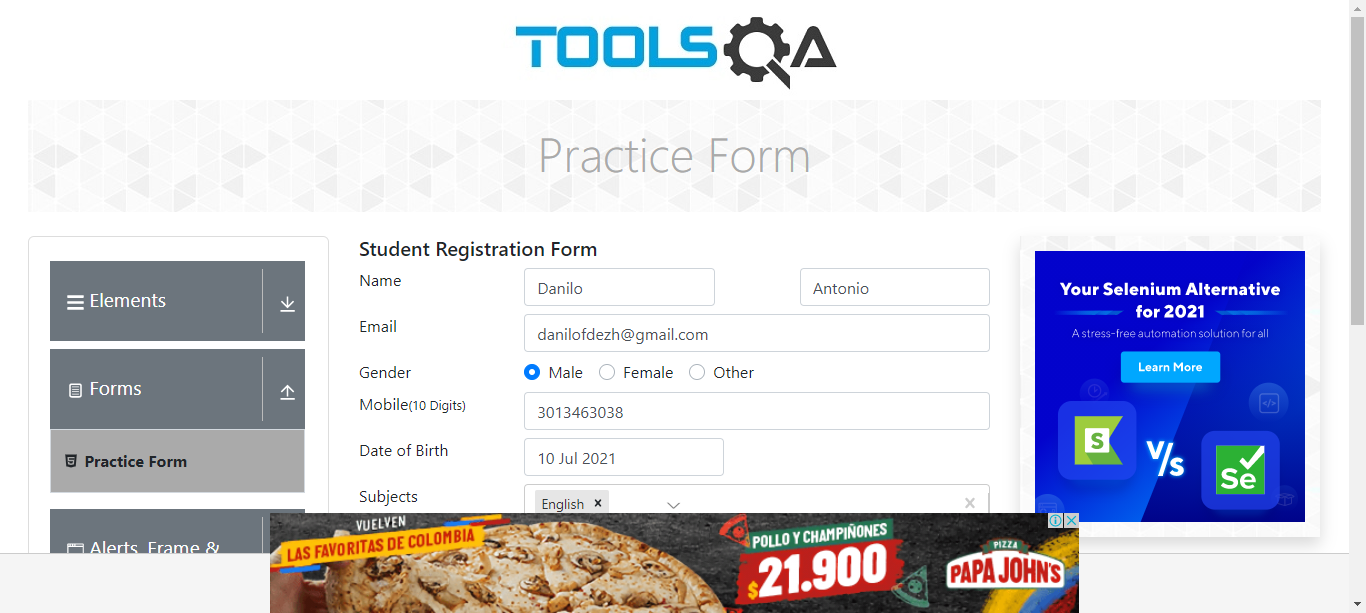 TOOLSQA
Practice Form
Elements
Forms
Practice Form
Alerts, Frame &
Student Registration Form
Name
Danilo
Antonio
Email
danilofdezh@gmail.com
Gender
Male
Female
Other
Mobile(10 Digits)
3013463038
Date of Birth
10 Jul 2021
Subjects
English
Your Selenium Alternative
for 2021
A stress-free automation solution for all
Learn More
S
V/s
Se
VUELVEN
LAS FAVORITAS DE COLOMBIA
POLLO Y CHAMPIÑONES
$21.900
PIZZA
PAPA JOHN'S